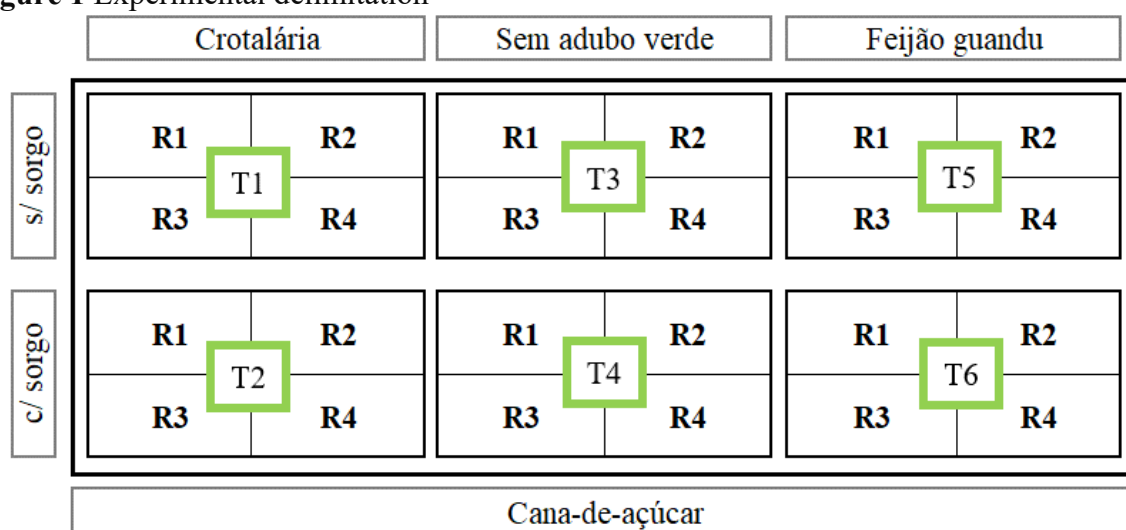 gure 1 Experimental delimitation
Crotalária Sem adubo verde Feijão guandu
s/ sorgo
R1 R2 R1 R2 R1 R2
T1 T3 T5
R3 R4 R3 R4 R3 R4
c/ sorgo
R1 R2 R1 R2 R1 R2
T2 T4 T6
R3 R4 R3 R4 R3 R4
Cana-de-açúcar